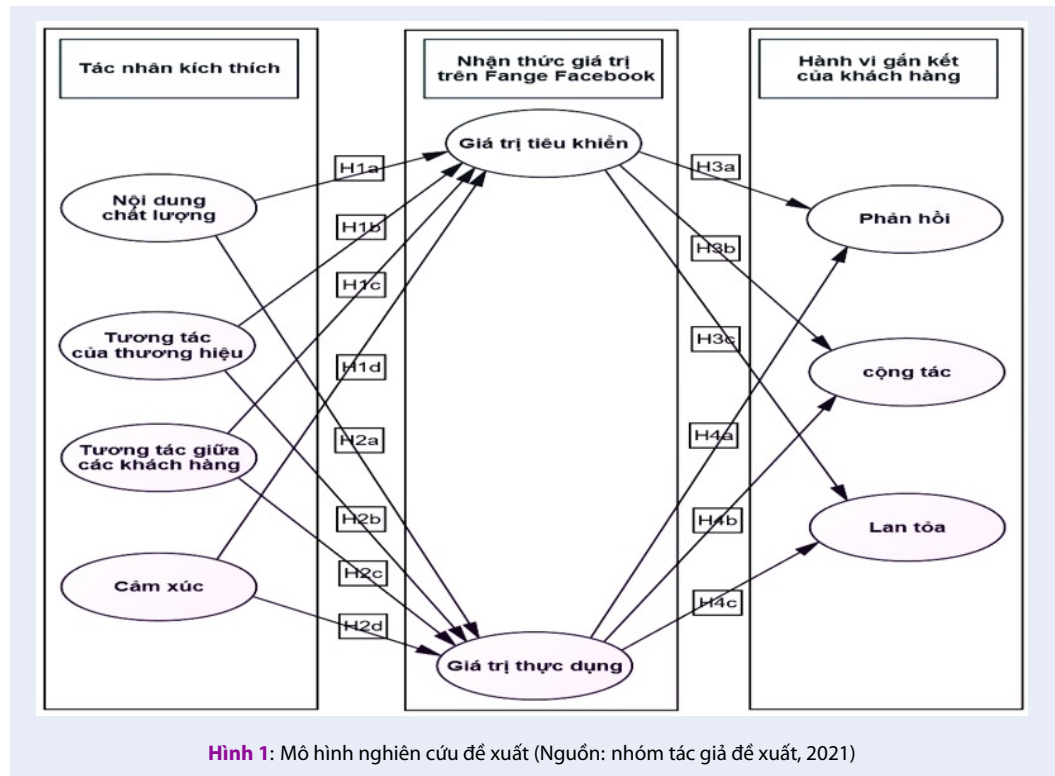 Tác nhân kích thích
Nhận thức giá trị
trên Fange Facebook
Hành vi gắn kết
của khách hàng
Giá trị tiêu khiển
H1a
H3a
Nội dung
chất lượng
Phản hồi
H1b
H3b
H1c
Tương tác
của thương hiệu
H3c
H1d
cộng tác
H2a
H4a
Tương tác giữa
các khách hàng
H2b
H4b
Lan tỏa
H2c
Cảm xúc
H4c
H2d
Giá trị thực dụng
Hình 1: Mô hình nghiên cứu đề xuất (Nguồn: nhóm tác giả đề xuất, 2021)